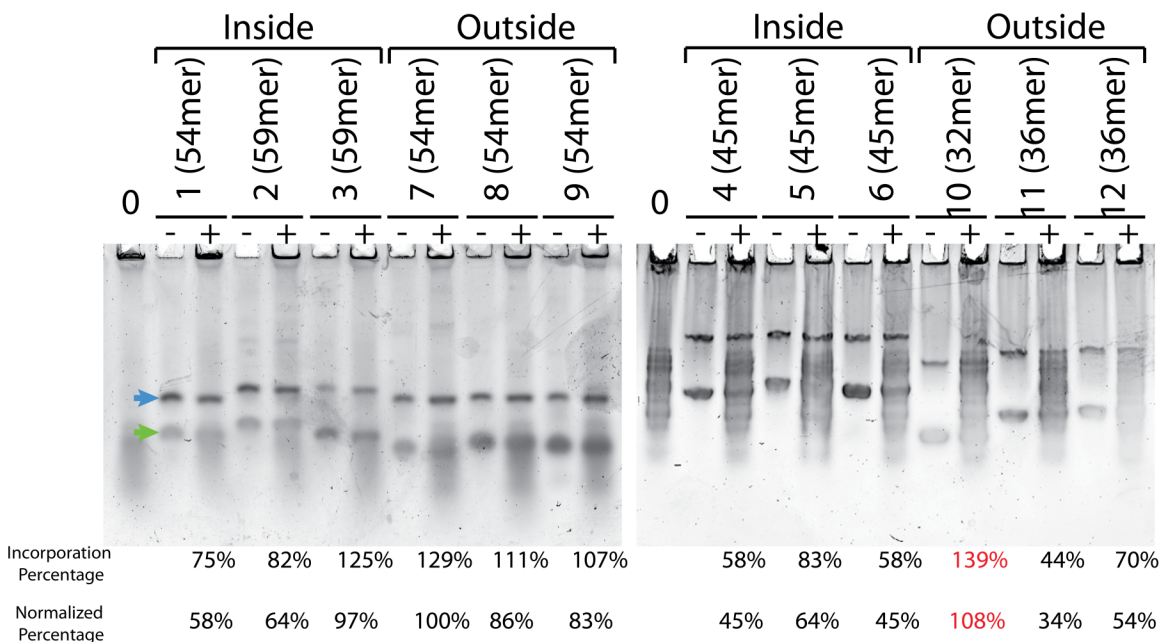 Inside Outside Inside Outside
0 1 (54mer) 2 (59mer) 3 (59mer) 7 (54mer) 8 (54mer) 9 (54mer) 0 4 (45mer) 5 (45mer) 6 (45mer) 10 (32mer) 11 (36mer) 12 (36mer)
- + - + - + - + - + - + - + - + - + - + - + - +
Incorporation
Percentage 75% 82% 125% 129% 111% 107% 58% 83% 58% 139% 44% 70%
Normalized
Percentage 58% 64% 97% 100% 86% 83% 45% 64% 45% 108% 34% 54%